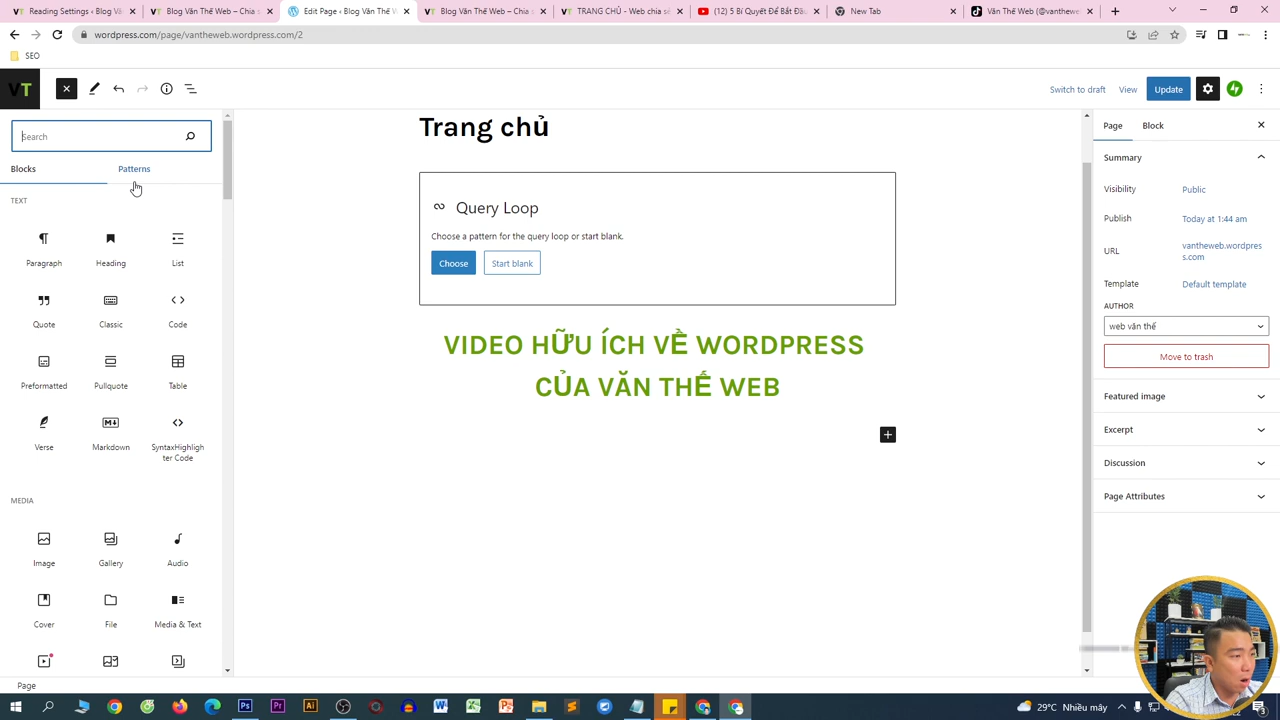 Reading Settings ‹ Blog Vă
Blog Văn Thế Web – Chia
Edit Page ‹ Blog Văn Thế W
Blog Văn Thế Web – Chia
TRANG CHỦ - Web chia sẻ
(12) 5 Bí Quyết Để Bắt Đầu
New Tab
Văn Thế Web (@vantheweb
wordpress.com/page/vantheweb.wordpress.com/2
SEO
VT
Switch to draft
View
Update
Search
Blocks
Patterns
TEXT
Paragraph
Heading
List
Quote
Classic
Code
Preformatted
Pullquote
Table
Verse
Markdown
SyntaxHighligh
ter Code
MEDIA
Image
Gallery
Audio
Cover
File
Media & Text
Trang chủ
Query Loop
Choose a pattern for the query loop or start blank.
Choose
Start blank
VIDEO HỮU ÍCH VỀ WORDPRESS
CỦA VĂN THẾ WEB
Page
Block
Summary
Visibility
Public
Publish
Today at 1:44 am
URL
vantheweb.wordpres
s.com
Template
Default template
AUTHOR
web văn thế
Move to trash
Featured image
Excerpt
Discussion
Page Attributes
Page
29°C Nhiều mây